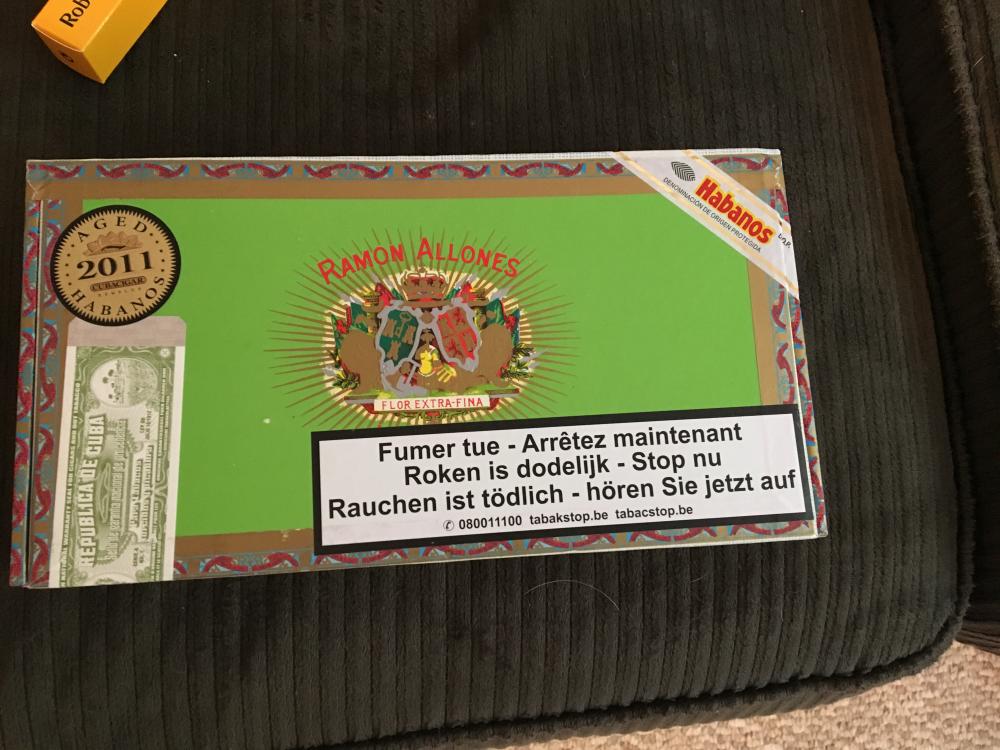 Rob
AGED
2011
CUBACIGAR
BENELUX
HABANOS
Habanos
DENOMINACIÓN DE ORIGEN PROTEGIDA
D.O.P.
RAMON ALLONES
FLOR EXTRA-FINA
REPUBLICA DE CUBA
Fumer tue - Arrêtez maintenant
Roken is dodelijk - Stop nu
Rauchen ist tödlich - hören Sie jetzt auf
✆ 080011100 tabakstop.be tabacstop.be